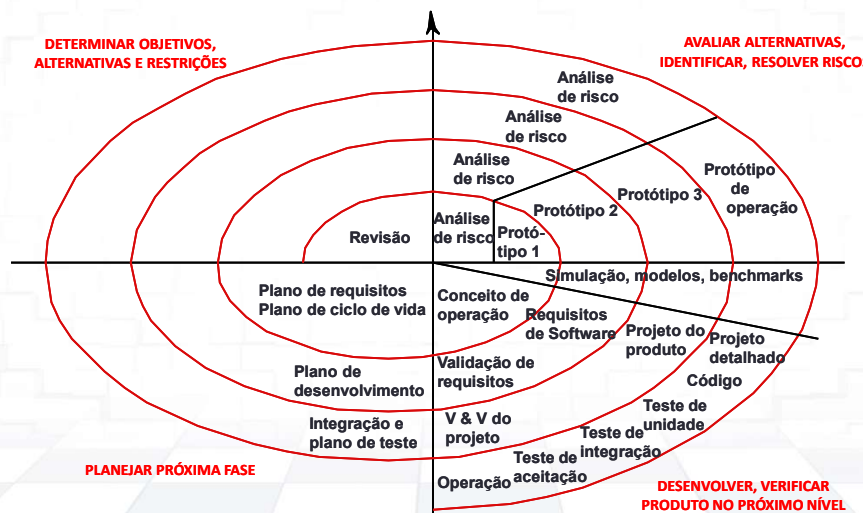 DETERMINAR OBJETIVOS,
ALTERNATIVAS E RESTRIÇÕES
AVALIAR ALTERNATIVAS,
IDENTIFICAR, RESOLVER RISCO
Análise
de risco
Análise
de risco
Análise
de risco
Análise
de risco
Revisão
Protó-
tipo 1
Protótipo 2
Protótipo 3
Protótipo
de
operação
Simulação, modelos, benchmarks
Plano de requisitos
Plano de ciclo de vida
Conceito de
operação
Requisitos
de Software
Projeto do
produto
Projeto
detalhado
Código
Plano de
desenvolvimento
Validação de
requisitos
Teste de
unidade
Integração e
plano de teste
V & V do
projeto
Teste de
integração
Teste de
aceitação
Operação
PLANEJAR PRÓXIMA FASE
DESENVOLVER, VERIFICAR
PRODUTO NO PRÓXIMO NÍVEL